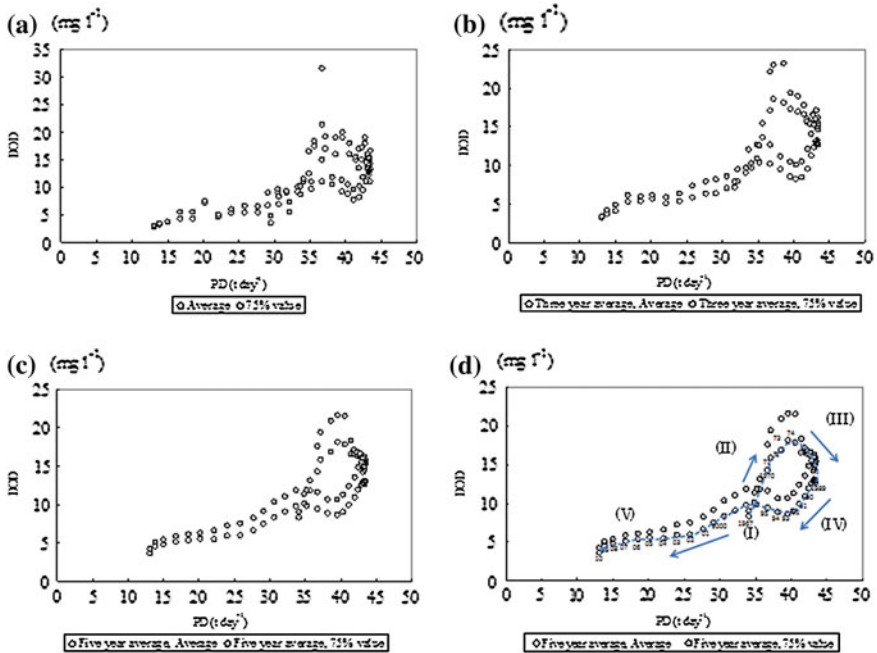 (a) (mg l⁻¹)
35
30
25
20
15
10
5
0
0 5 10 15 20 25 30 35 40 45 50
PD(t day⁻¹)
Average 75% value
(b) (mg l⁻¹)
25
20
15
10
5
0
0 5 10 15 20 25 30 35 40 45 50
PD(t day⁻¹)
Three year average, Average Three year average, 75% value
(c) (mg l⁻¹)
25
20
15
10
5
0
0 5 10 15 20 25 30 35 40 45 50
PD(t day⁻¹)
Five year average, Average Five year average, 75% value
(d) (mg l⁻¹)
25
20
15
10
5
0
(I)
(II)
(III)
(IV)
(V)
0 5 10 15 20 25 30 35 40 45 50
PD(t day⁻¹)
Five year average, Average Five year average, 75% value